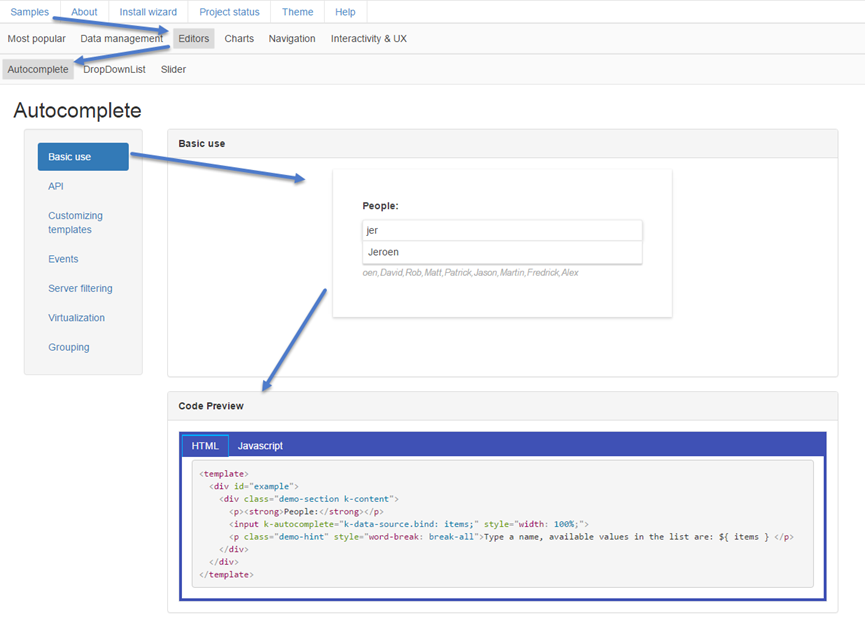 Samples About Install wizard Project status Theme Help
Most popular Data management Editors Charts Navigation Interactivity & UX
Autocomplete DropDownList Slider
Autocomplete
Basic use
API
Customizing
templates
Events
Server filtering
Virtualization
Grouping
Basic use
People:
jer
Jeroen
oen,David,Rob,Matt,Patrick,Jason,Martin,Fredrick,Alex
Code Preview
HTML Javascript
<template>
<div id="example">
<div class="demo-section k-content">
<p><strong>People:</strong></p>
<input k-autocomplete="k-data-source.bind: items;" style="width: 100%;">
<p class="demo-hint" style="word-break: break-all">Type a name, available values in the list are: ${ items } </p>
</div>
</div>
</template>